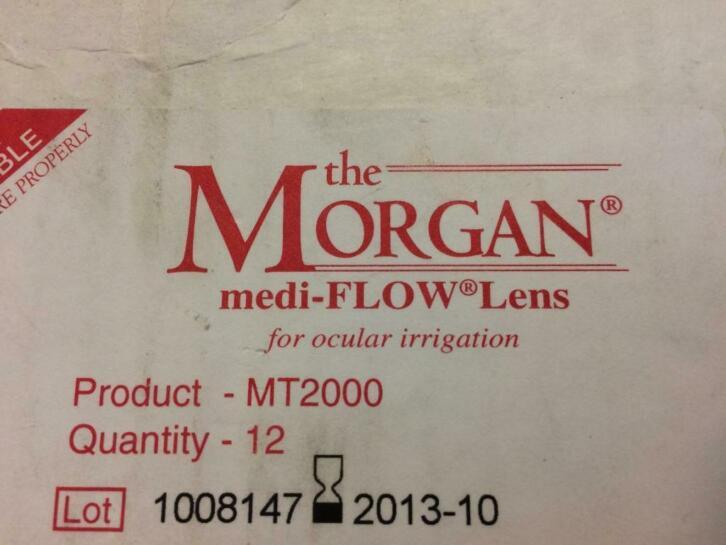 BLE
RE PROPERLY
the
MORGAN®
medi-FLOW®Lens
for ocular irrigation
Product - MT2000
Quantity - 12
Lot 1008147 2013-10